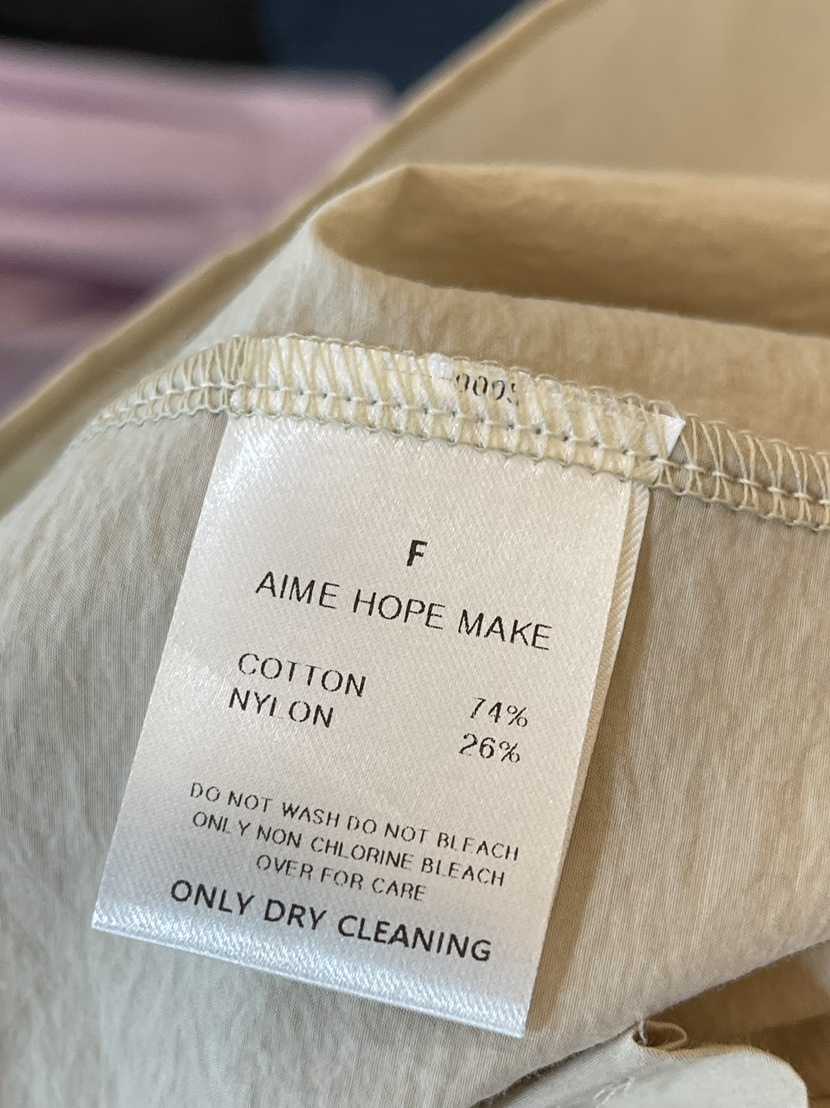 F
AIME HOPE MAKE
COTTON 74%
NYLON 26%
DO NOT WASH DO NOT BLEACH
ONLY NON CHLORINE BLEACH
OVER FOR CARE
ONLY DRY CLEANING